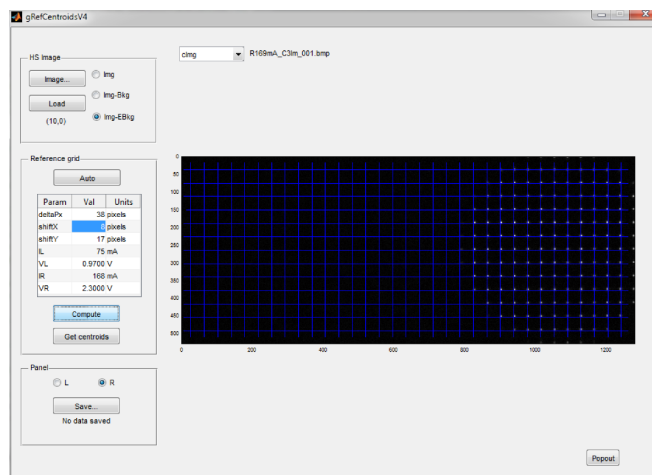 gRefCentroidsV4
HS Image
Image...
Img
Load
Img-Bkg
(10,0)
Img-EBkg
cImg
R169mA_C3Im_001.bmp
Reference grid
Auto
Param Val Units
deltaPx 38 pixels
shiftX 6 pixels
shiftY 17 pixels
IL 75 mA
VL 0.9700 V
IR 168 mA
VR 2.3000 V
Compute
Get centroids
Panel
L
R
Save...
No data saved
0
50
100
150
200
250
300
350
400
450
500
0 200 400 600 800 1000 1200
Popout